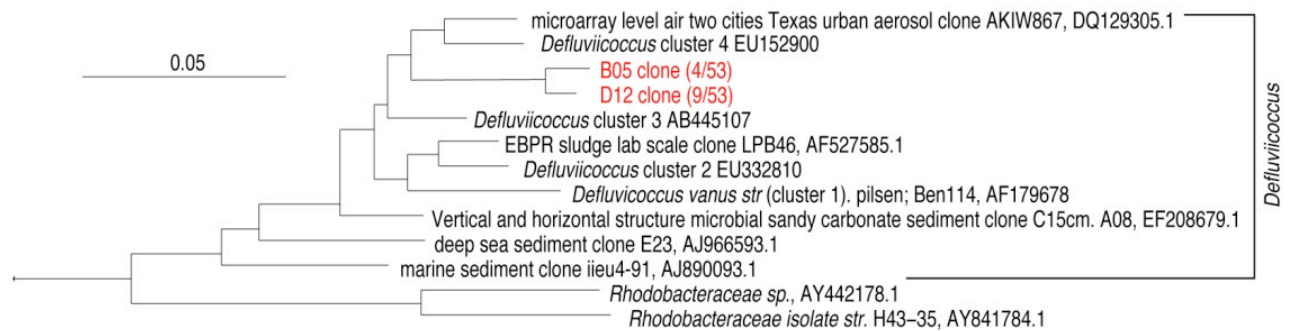 microarray level air two cities Texas urban aerosol clone AKIW867, DQ129305.1
Defluviicoccus cluster 4 EU152900
0.05
B05 clone (4/53)
D12 clone (9/53)
Defluviicoccus cluster 3 AB445107
EBPR sludge lab scale clone LPB46, AF527585.1
Defluviicoccus cluster 2 EU332810
Defluvicoccus vanus str (cluster 1). pilsen; Ben114, AF179678
Vertical and horizontal structure microbial sandy carbonate sediment clone C15cm. A08, EF208679.1
deep sea sediment clone E23, AJ966593.1
marine sediment clone iieu4-91, AJ890093.1
Rhodobacteraceae sp., AY442178.1
Rhodobacteraceae isolate str. H43–35, AY841784.1
Defluviicoccus